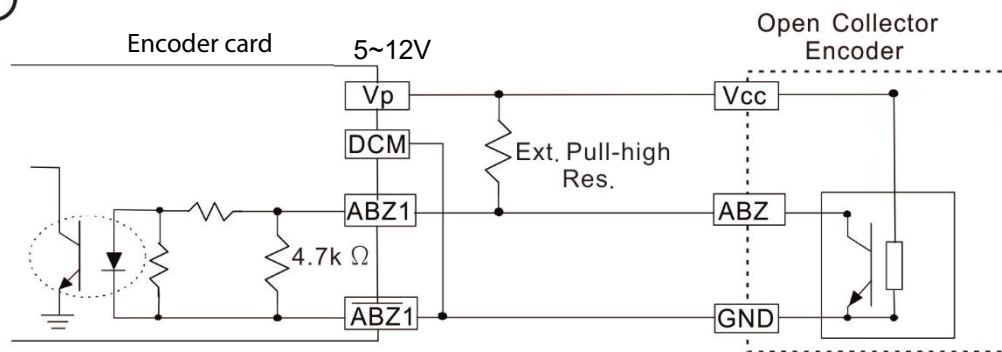 Open Collector
Encoder
Encoder card
5~12V
Vp
Vcc
DCM
Ext. Pull-high
Res.
ABZ1
ABZ
4.7k Ω
ABZ1
GND